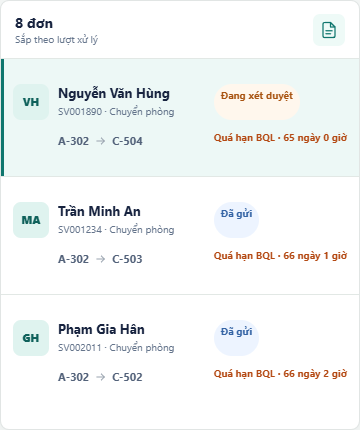 8 đơn
Sắp theo lượt xử lý
VH
Nguyễn Văn Hùng
Đang xét duyệt
SV001890 · Chuyển phòng
Quá hạn BQL · 65 ngày 0 giờ
A-302 → C-504
MA
Trần Minh An
Đã gửi
SV001234 · Chuyển phòng
Quá hạn BQL · 66 ngày 1 giờ
A-302 → C-503
GH
Phạm Gia Hân
Đã gửi
SV002011 · Chuyển phòng
Quá hạn BQL · 66 ngày 2 giờ
A-302 → C-502